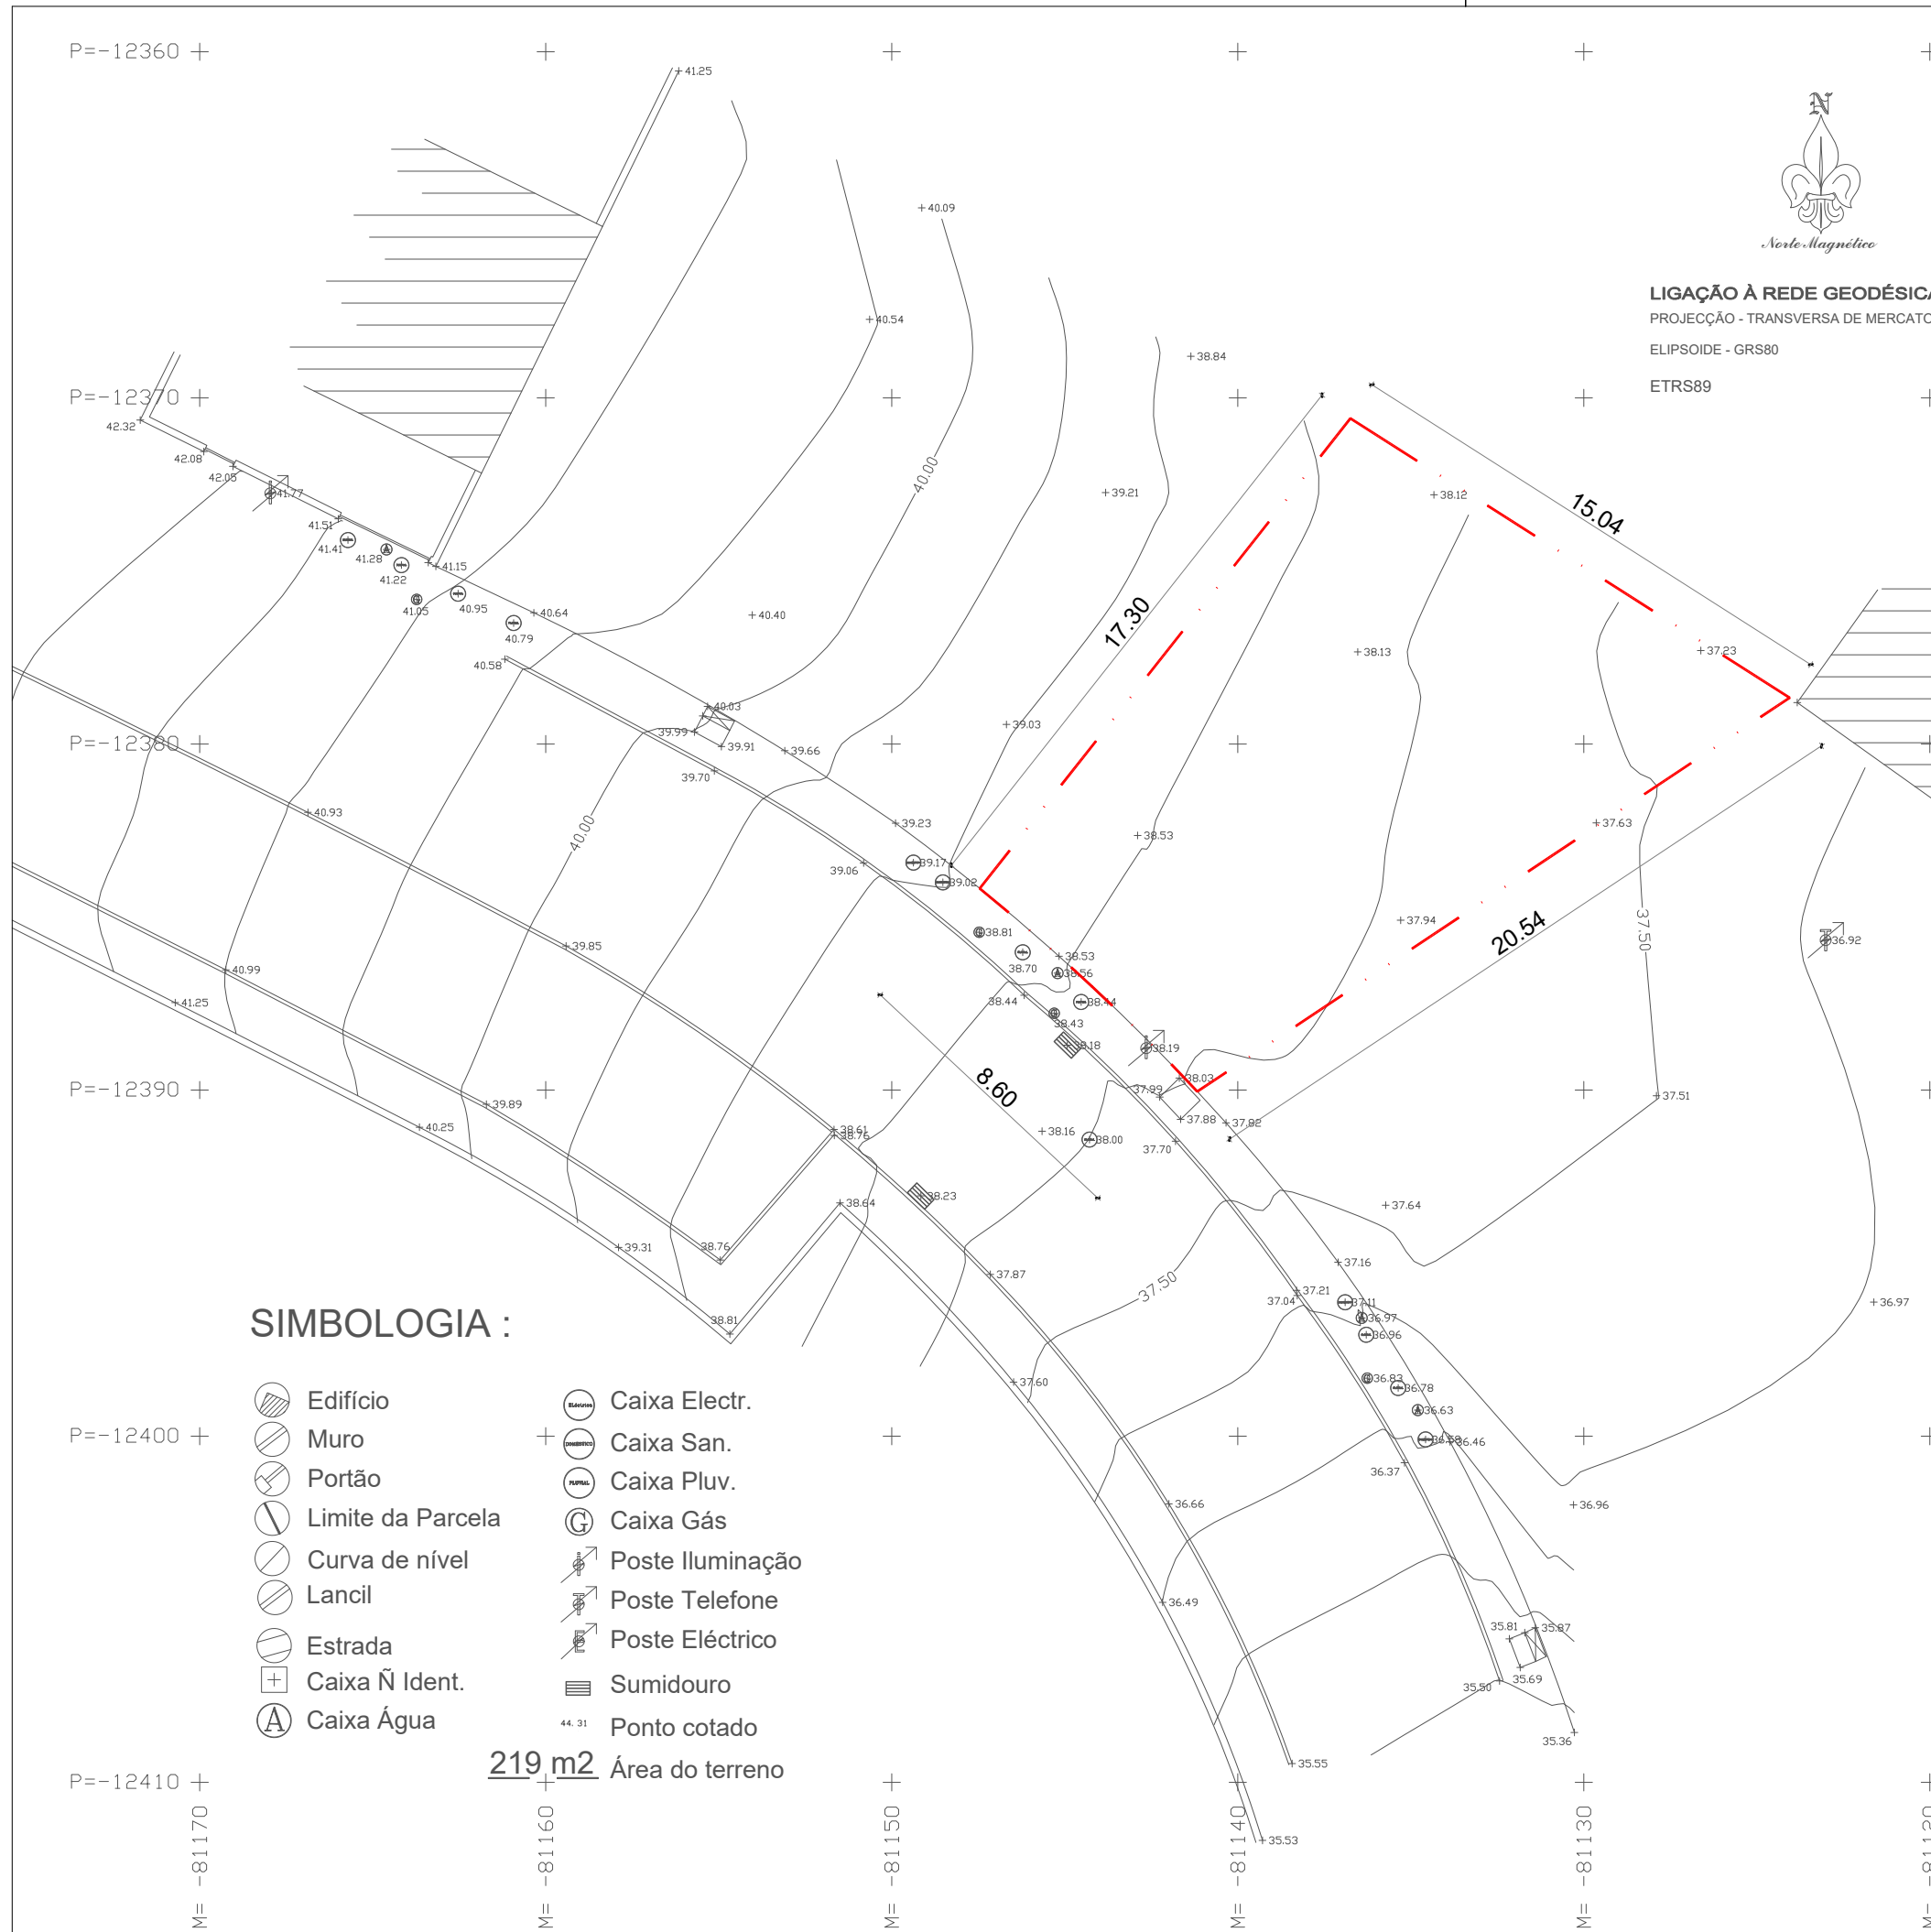 P=-12360
41.25
N
40.09
Norte Magnético
LIGAÇÃO À REDE GEODÉSICA
PROJECÇÃO - TRANSVERSA DE MERCATO
40.54
38.84
ELIPSOIDE - GRS80
ETRS89
P=-12370
42.32
42.08
42.05
40.00
41.77
39.21
38.12
15.04
41.51
41.41
41.28
41.22
41.15
41.05
40.95
40.64
40.79
40.40
17.30
40.58
38.13
37.23
40.03
39.99
39.91
39.03
P=-12380
39.66
39.70
40.93
40.00
39.23
38.53
37.63
39.06
39.17
39.02
37.94
37.50
20.54
38.81
36.92
39.85
38.53
38.70
38.56
40.99
41.25
38.44
38.44
38.43
38.18
38.19
P=-12390
39.89
8.60
37.99
38.03
37.51
40.25
38.61
38.76
38.16
38.00
37.88
37.82
37.70
38.64
38.23
37.64
39.31
38.76
37.87
37.50
37.16
37.21
37.04
37.11
36.97
36.97
38.81
36.96
SIMBOLOGIA :
37.60
36.83
36.78
Edifício
Caixa Electr.
36.63
Muro
Caixa San.
P=-12400
36.46
36.37
Portão
PLUVIAL
Caixa Pluv.
Limite da Parcela
G
Caixa Gás
36.66
36.96
Curva de nível
Poste Iluminação
Lancil
T
Poste Telefone
36.49
Estrada
E
Poste Eléctrico
35.81
35.87
Caixa Ñ Ident.
Sumidouro
35.50
35.69
A
Caixa Água
44. 31
Ponto cotado
35.36
219 m2
Área do terreno
35.55
P=-12410
35.53
M= -81170
M= -81160
M= -81150
M= -81140
M= -81130
M= -81120